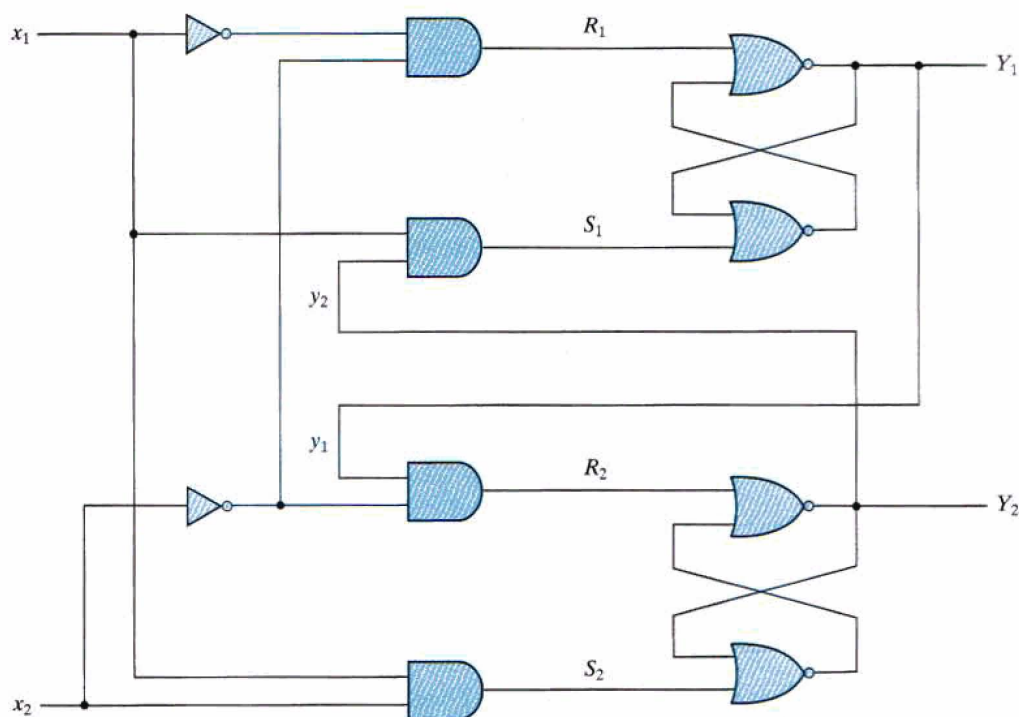 x₁
R₁
Y₁
S₁
y₂
y₁
R₂
Y₂
S₂
x₂